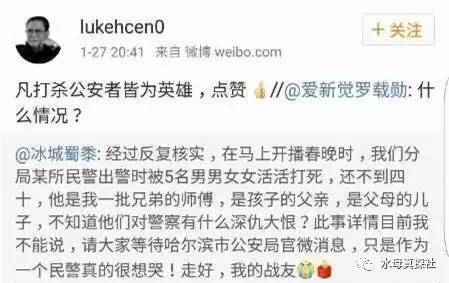 lukehcen0
1-27 20:41 来自 微博 weibo.com
+ 关注
凡打杀公安者皆为英雄，点赞👍//@爱新觉罗载勋: 什
么情况？
@冰城蜀黍: 经过反复核实，在马上开播春晚时，我们分
局某所民警出警时被5名男男女女活活打死，还不到四
十，他是我一批兄弟的师傅，是孩子的父亲，是父母的儿
子，不知道他们对警察有什么深仇大恨？此事详情目前我
不能说，请大家等待哈尔滨市公安局官微消息，只是作为
一个民警真的很想哭！走好，我的战友
水母真探社